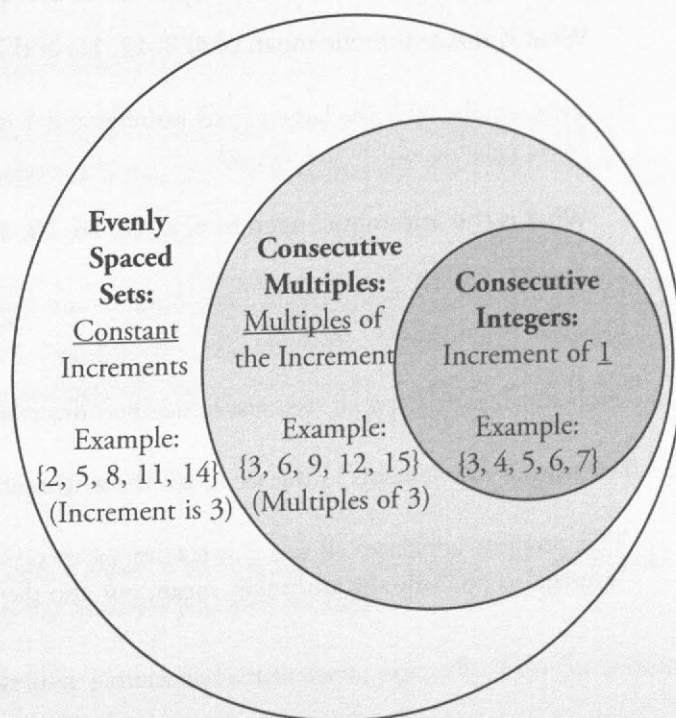 Evenly
Spaced
Sets:
Constant
Increments
Example:
{2, 5, 8, 11, 14}
(Increment is 3)
Consecutive
Multiples:
Multiples of
the Increment
Example:
{3, 6, 9, 12, 15}
(Multiples of 3)
Consecutive
Integers:
Increment of 1
Example:
{3, 4, 5, 6, 7}